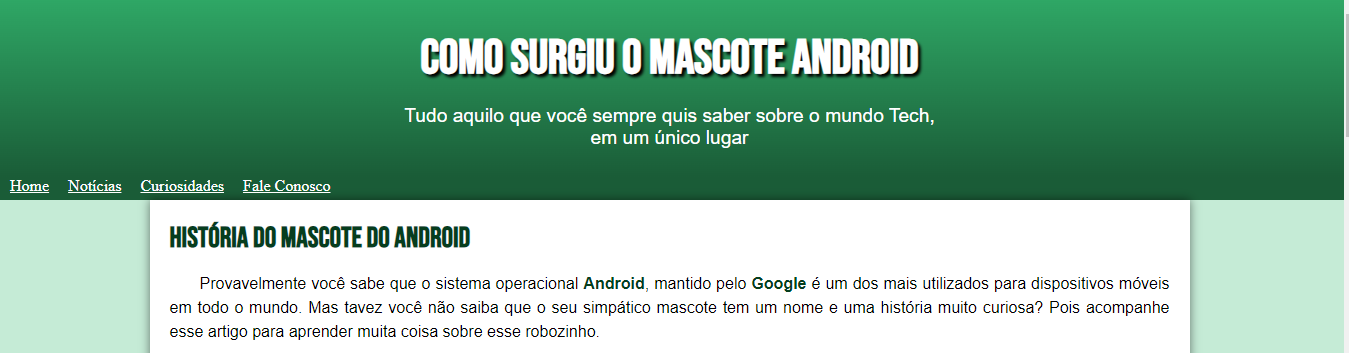 COMO SURGIU O MASCOTE ANDROID
Tudo aquilo que você sempre quis saber sobre o mundo Tech,
em um único lugar
Home Notícias Curiosidades Fale Conosco
HISTÓRIA DO MASCOTE DO ANDROID
Provavelmente você sabe que o sistema operacional Android, mantido pelo Google é um dos mais utilizados para dispositivos móveis
em todo o mundo. Mas tavez você não saiba que o seu simpático mascote tem um nome e uma história muito curiosa? Pois acompanhe
esse artigo para aprender muita coisa sobre esse robozinho.